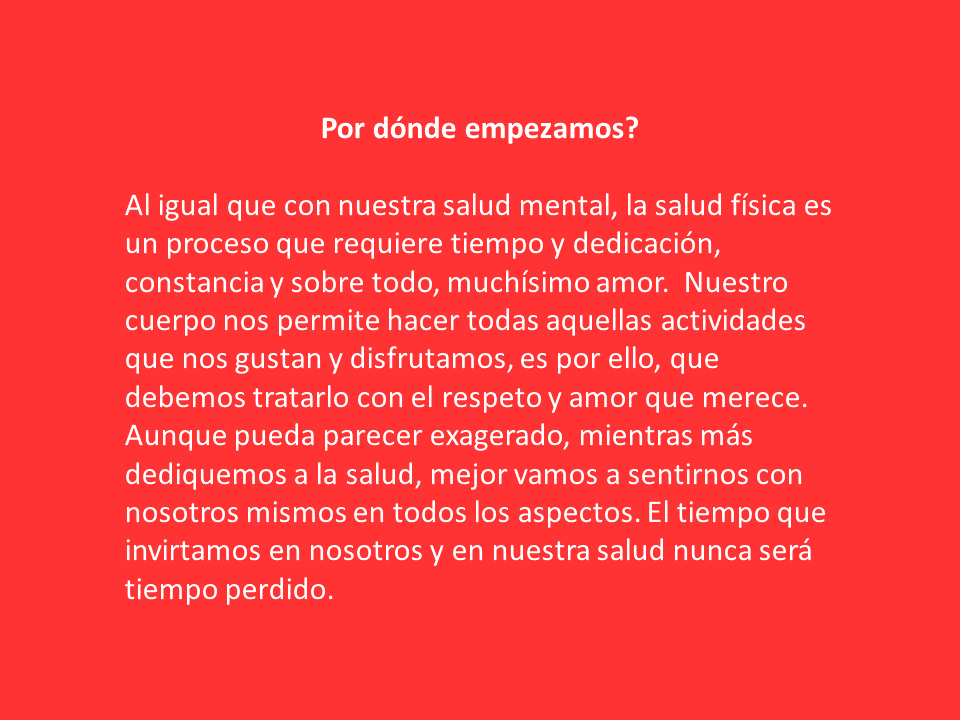 Por dónde empezamos?
Al igual que con nuestra salud mental, la salud física es
un proceso que requiere tiempo y dedicación,
constancia y sobre todo, muchísimo amor.  Nuestro
cuerpo nos permite hacer todas aquellas actividades
que nos gustan y disfrutamos, es por ello, que
debemos tratarlo con el respeto y amor que merece.
Aunque pueda parecer exagerado, mientras más
dediquemos a la salud, mejor vamos a sentirnos con
nosotros mismos en todos los aspectos. El tiempo que
invirtamos en nosotros y en nuestra salud nunca será
tiempo perdido.